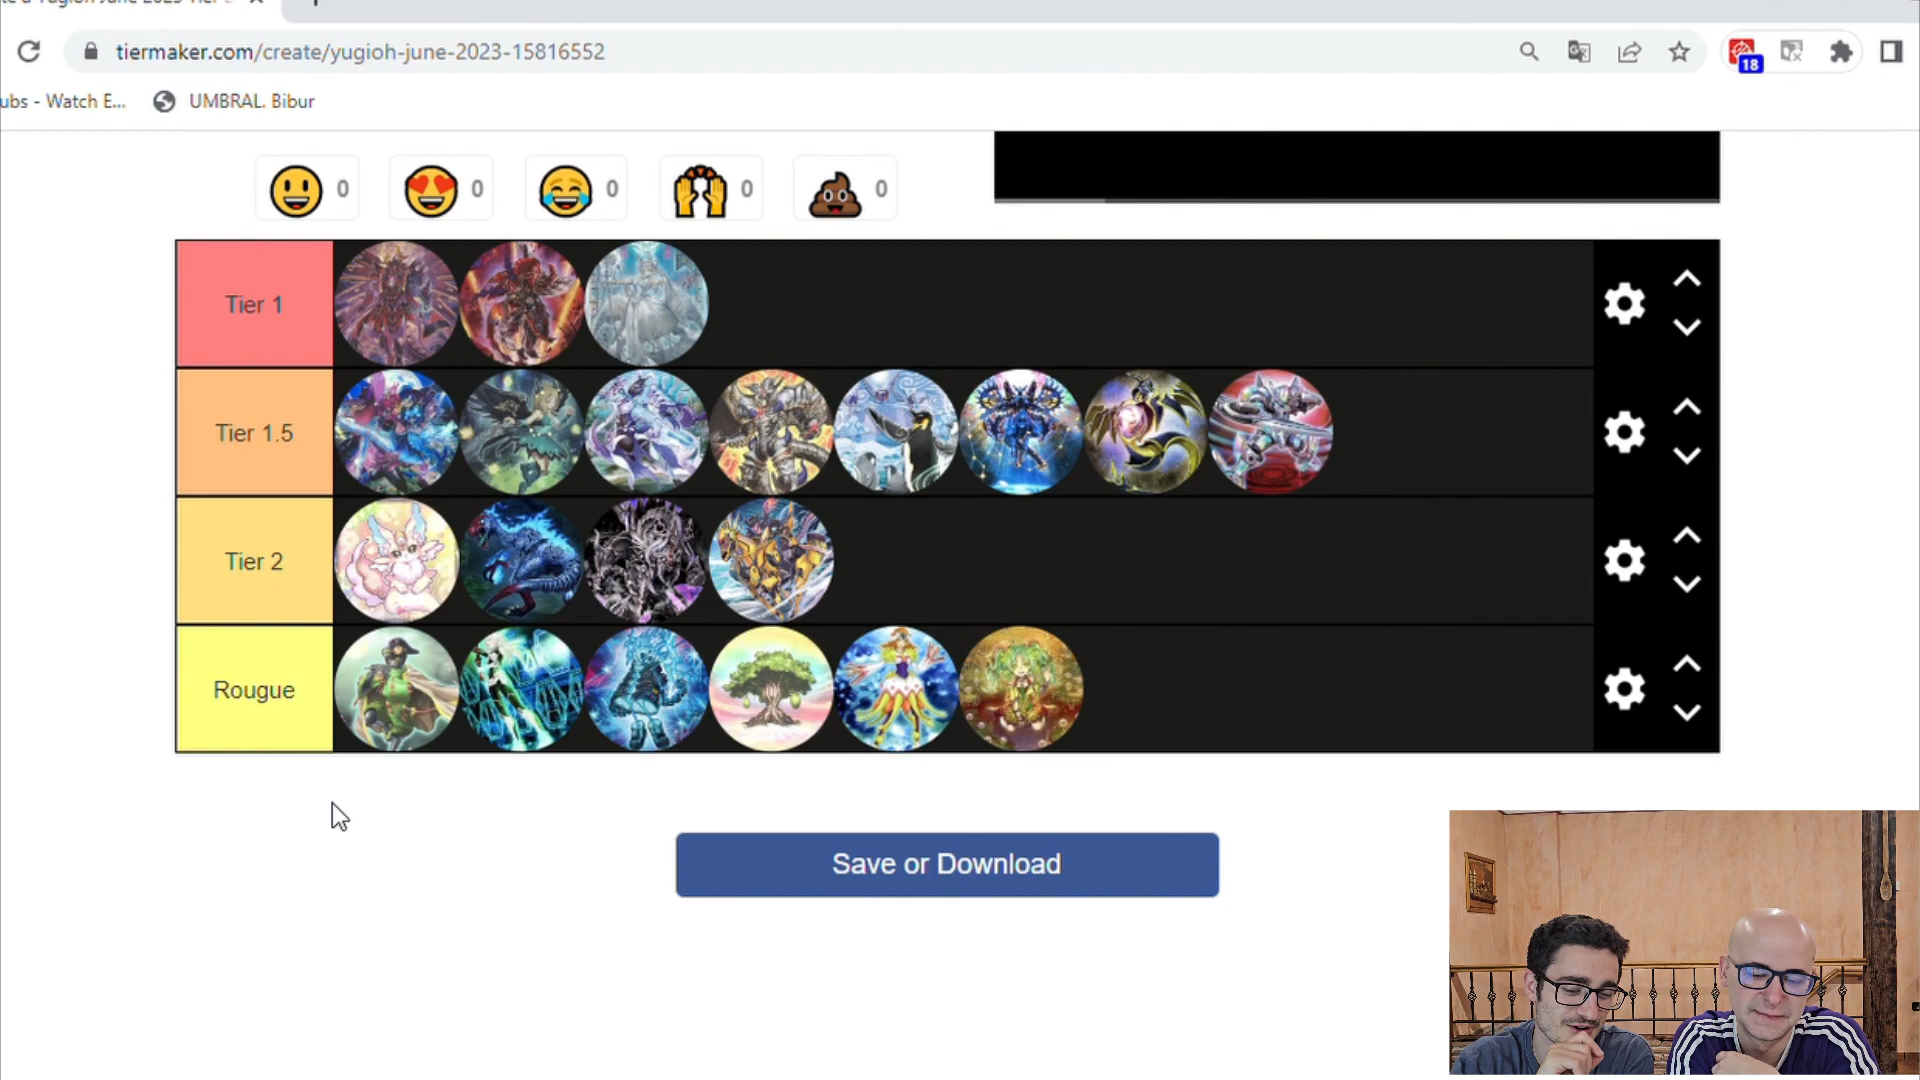 tiermaker.com/create/yugioh-june-2023-15816552
18
ubs - Watch E...
UMBRAL. Bibur
0
0
0
0
0
Tier 1
Tier 1.5
Tier 2
Rougue
Save or Download